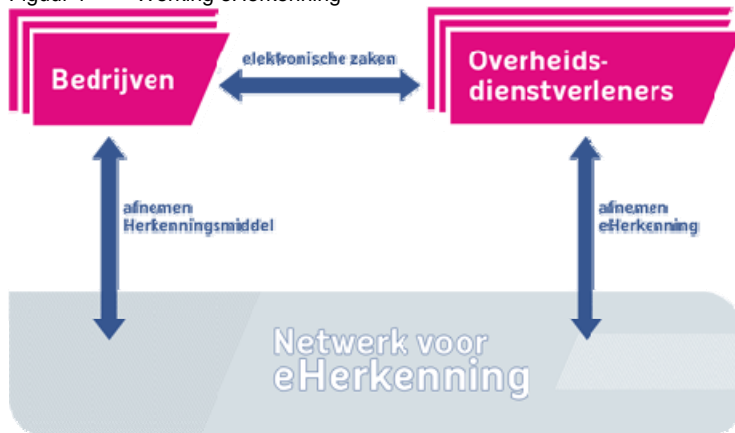 Bedrijven
elektronische zaken
Overheids-
dienstverleners
afnemen
Herkenningsmiddel
afnemen
eHerkenning
Netwerk voor
eHerkenning